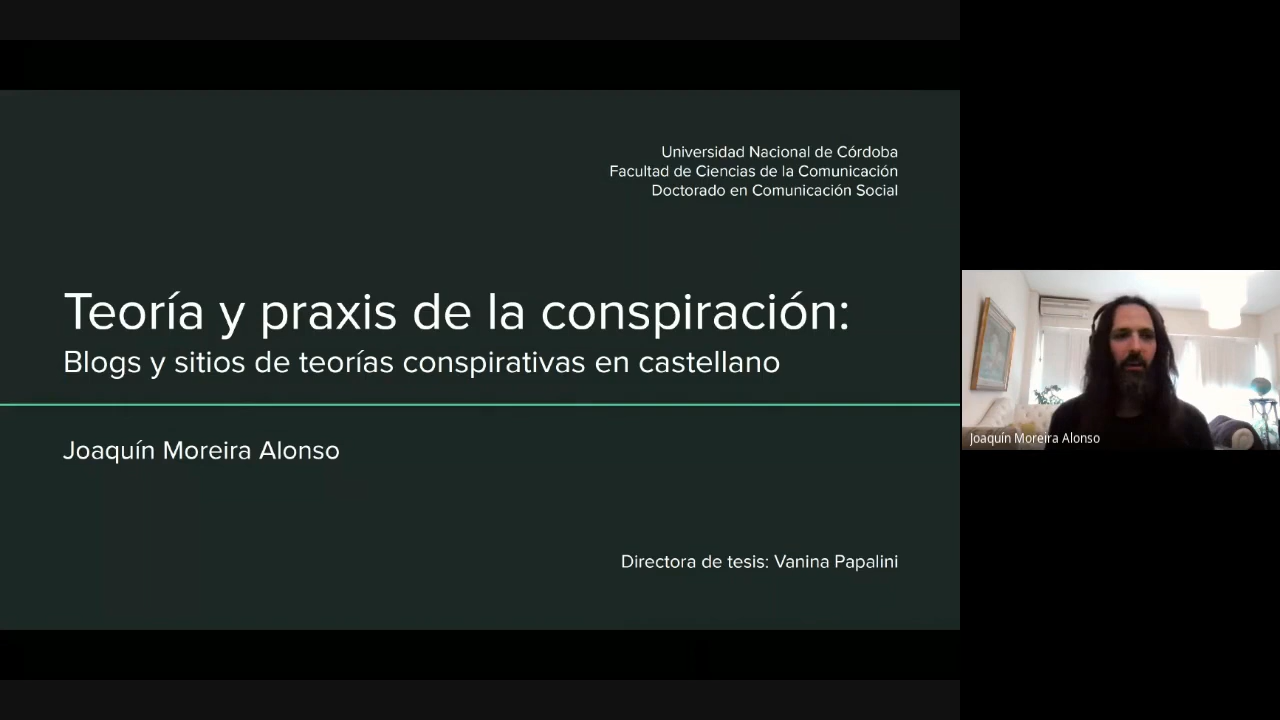 Universidad Nacional de Córdoba
Facultad de Ciencias de la Comunicación
Doctorado en Comunicación Social
Teoría y praxis de la conspiración:
Blogs y sitios de teorías conspirativas en castellano
Joaquín Moreira Alonso
Directora de tesis: Vanina Papalini
Joaquín Moreira Alonso